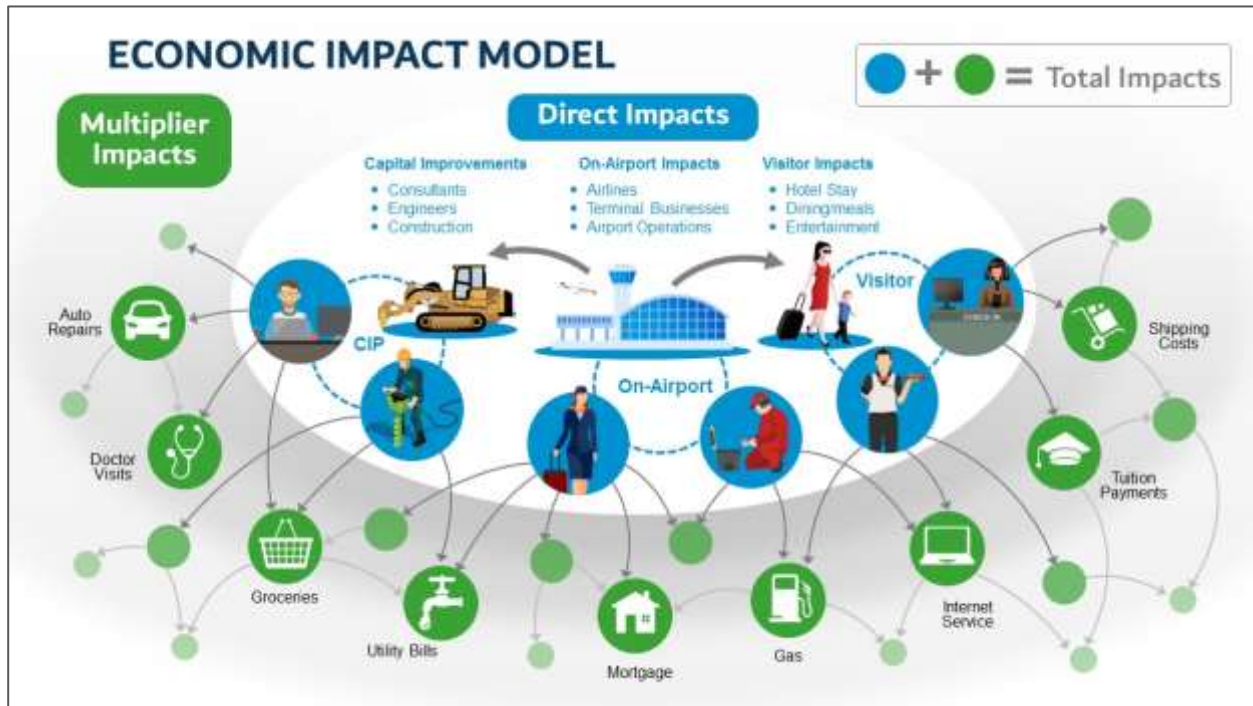 ECONOMIC IMPACT MODEL
+ = Total Impacts
Multiplier
Impacts
Direct Impacts
Capital Improvements
• Consultants
• Engineers
• Construction
On-Airport Impacts
• Airlines
• Terminal Businesses
• Airport Operations
Visitor Impacts
• Hotel Stay
• Dining/meals
• Entertainment
CIP
On-Airport
Visitor
CHECK IN
Auto
Repairs
Doctor
Visits
Groceries
Utility Bills
Mortgage
Gas
Internet
Service
Tuition
Payments
Shipping
Costs